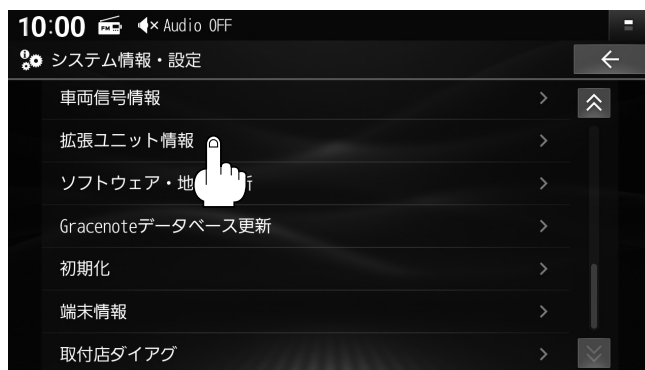 10:00 FM Audio OFF
システム情報・設定
車両信号情報
拡張ユニット情報
ソフトウェア・地
Gracenoteデータベース更新
初期化
端末情報
取付店ダイアグ